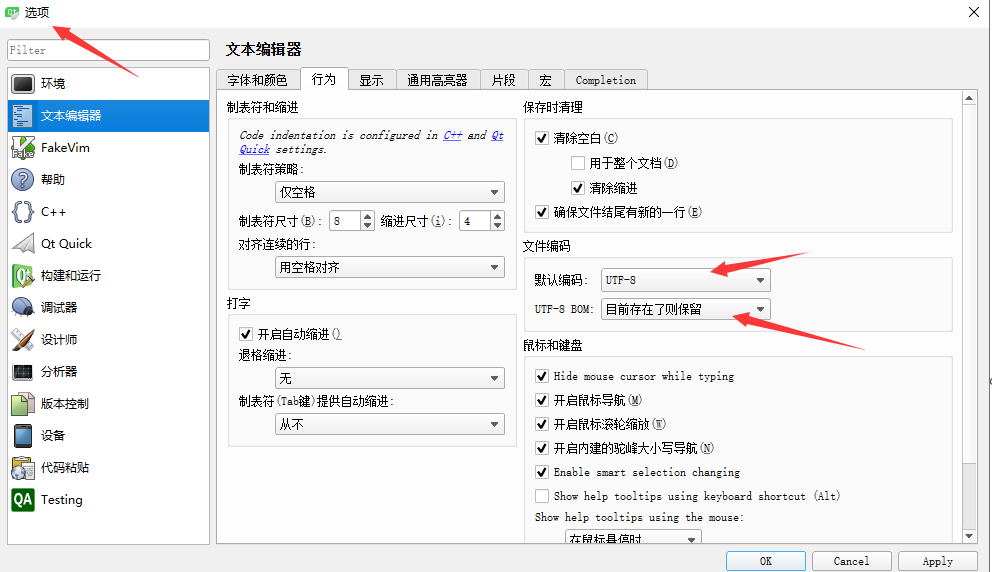 选项
Filter
环境
文本编辑器
FakeVim
帮助
C++
Qt Quick
构建和运行
调试器
设计师
分析器
版本控制
设备
代码粘贴
Testing
文本编辑器
字体和颜色 行为 显示 通用高亮器 片段 宏 Completion
制表符和缩进
Code indentation is configured in C++ and Qt
Quick settings.
制表符策略:
仅空格
制表符尺寸(B): 8 缩进尺寸(i): 4
对齐连续的行:
用空格对齐
打字
开启自动缩进()
退格缩进:
无
制表符(Tab键)提供自动缩进:
从不
保存时清理
清除空白(C)
用于整个文档(D)
清除缩进
确保文件结尾有新的一行(E)
文件编码
默认编码: UTF-8
UTF-8 BOM: 目前存在了则保留
鼠标和键盘
Hide mouse cursor while typing
开启鼠标导航(M)
开启鼠标滚轮缩放(W)
开启内建的驼峰大小写导航(N)
Enable smart selection changing
Show help tooltips using keyboard shortcut (Alt)
Show help tooltips using the mouse:
在鼠标悬停时
OK Cancel Apply